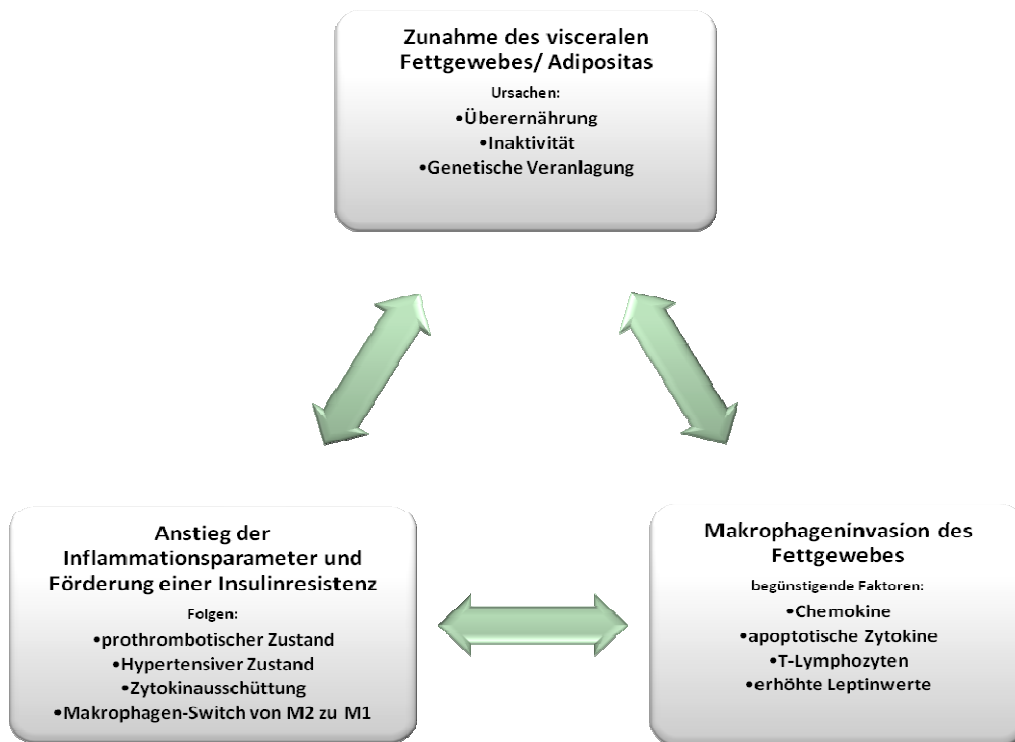 Zunahme des visceralen
Fettgewebes/ Adipositas
Ursachen:
•Überernährung
•Inaktivität
•Genetische Veranlagung
Anstieg der
Inflammationsparameter und
Förderung einer Insulinresistenz
Folgen:
•prothrombotischer Zustand
•Hypertensiver Zustand
•Zytokinausschüttung
•Makrophagen-Switch von M2 zu M1
Makrophageninvasion des
Fettgewebes
begünstigende Faktoren:
•Chemokine
•apoptotische Zytokine
•T-Lymphozyten
•erhöhte Leptinwerte